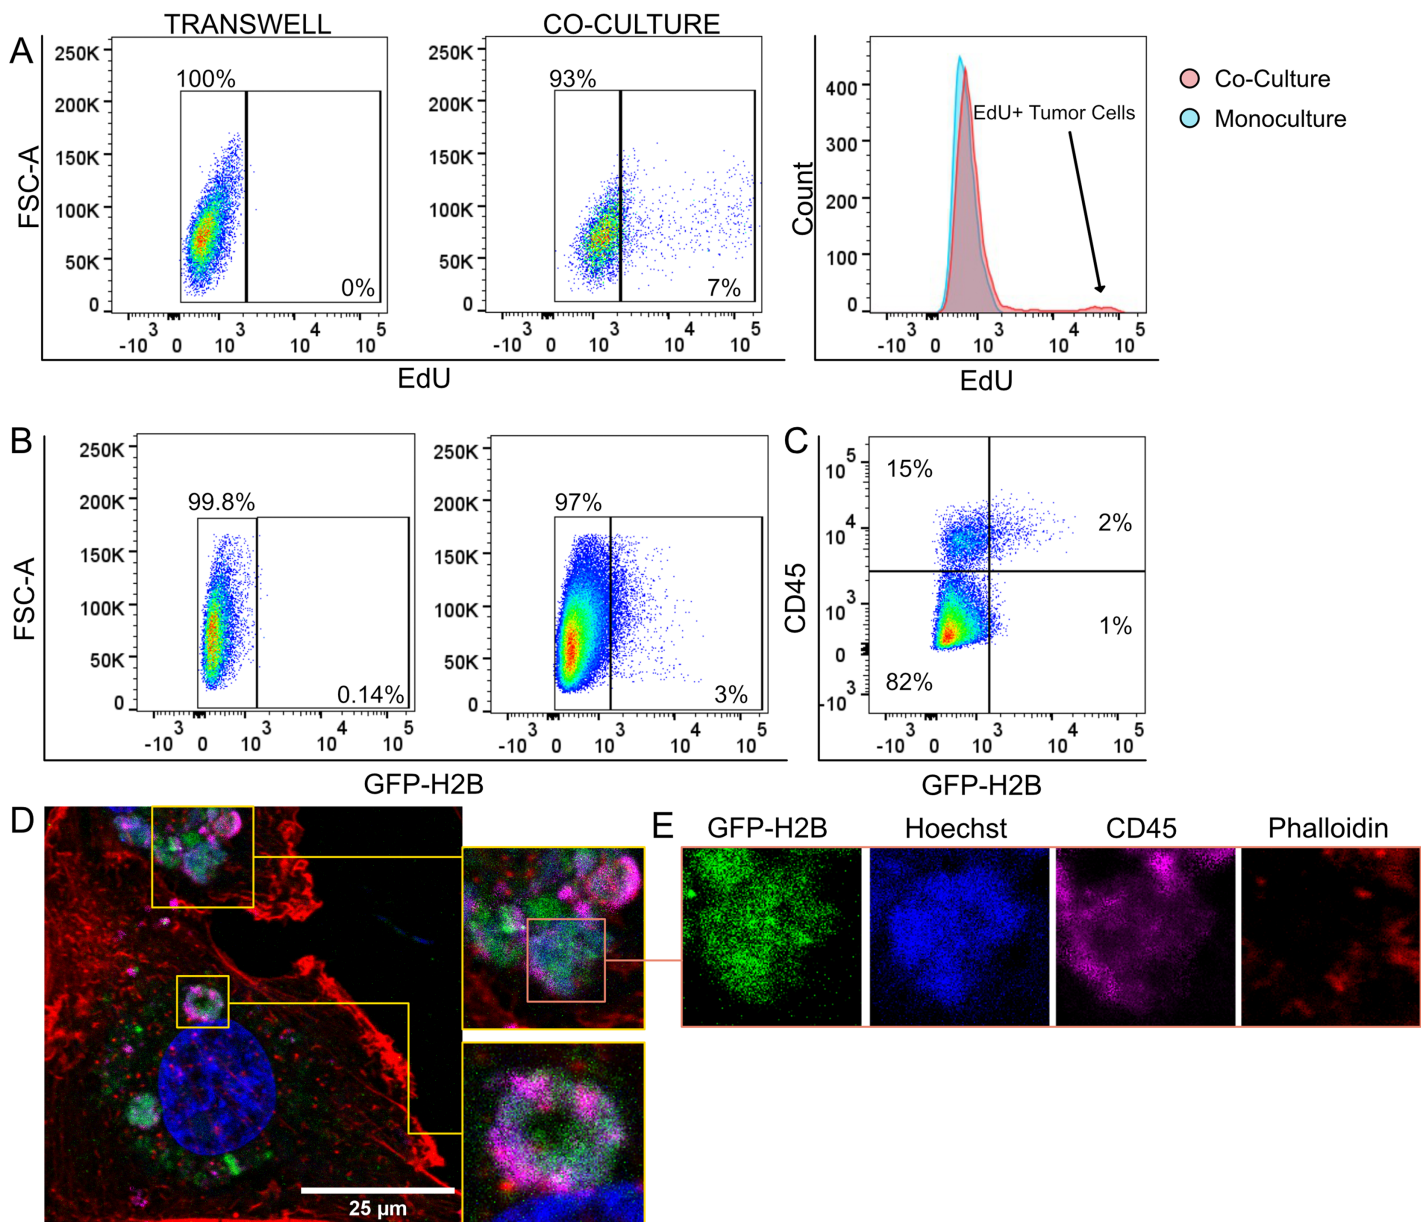 A
TRANSWELL
CO-CULTURE
250K
200K
150K
100K
50K
0
FSC-A
100%
0%
-10^3 0 10^3 10^4 10^5
250K
200K
150K
100K
50K
0
93%
7%
-10^3 0 10^3 10^4 10^5
EdU
400
300
200
100
0
Count
EdU+ Tumor Cells
-10^3 0 10^3 10^4 10^5
EdU
Co-Culture
Monoculture
B
250K
200K
150K
100K
50K
0
FSC-A
99.8%
0.14%
-10^3 0 10^3 10^4 10^5
250K
200K
150K
100K
50K
0
97%
3%
-10^3 0 10^3 10^4 10^5
GFP-H2B
C
10^5
10^4
10^3
0
-10^3
CD45
15%
2%
1%
82%
-10^3 0 10^3 10^4 10^5
GFP-H2B
D
25 µm
E
GFP-H2B
Hoechst
CD45
Phalloidin